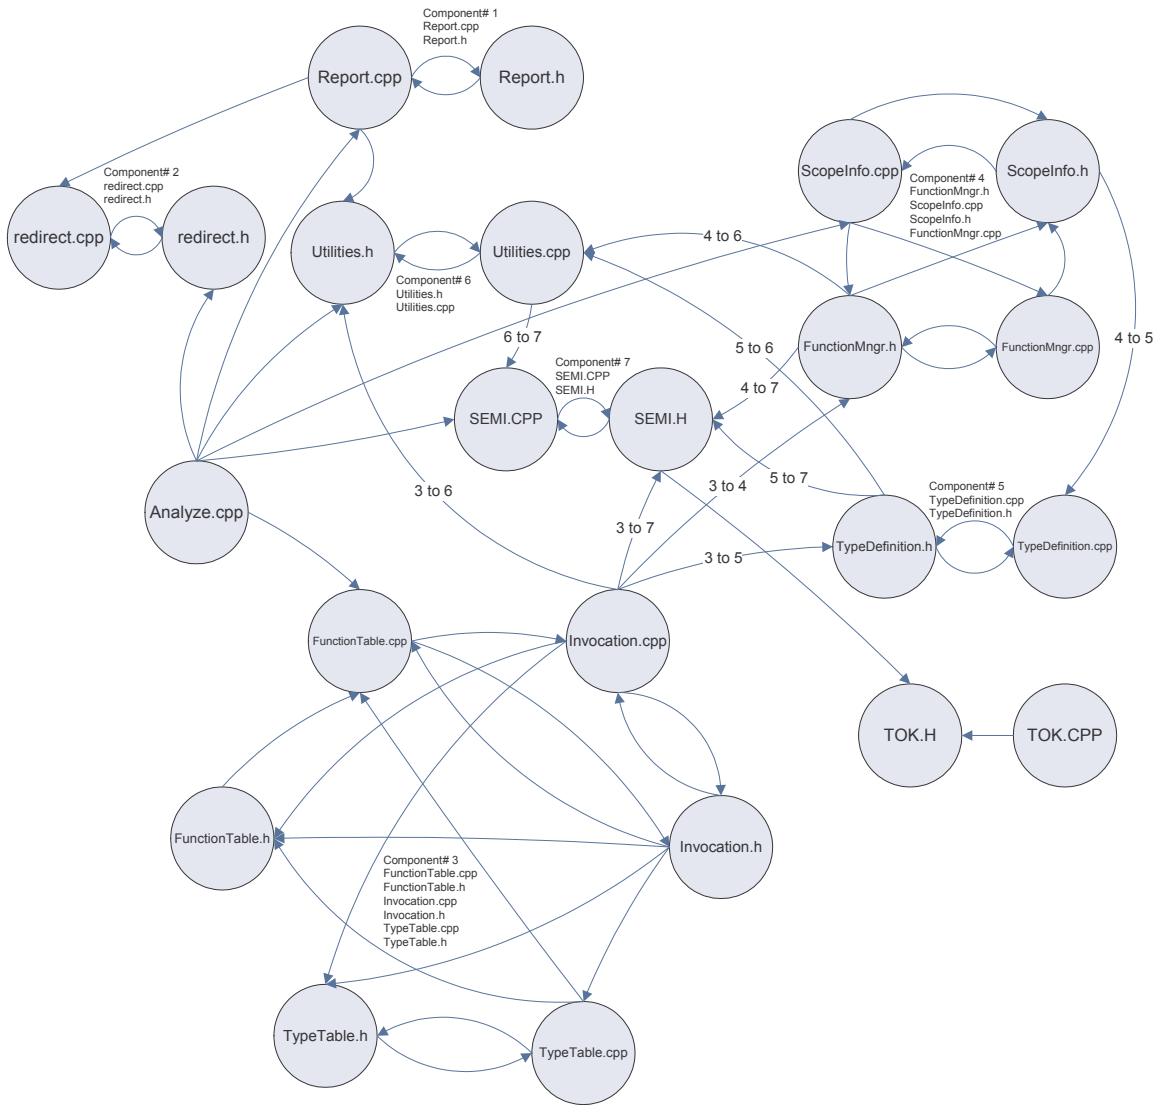 Component# 1
Report.cpp
Report.h
Report.cpp
Report.h
Component# 2
redirect.cpp
redirect.h
redirect.cpp
redirect.h
ScopeInfo.cpp
ScopeInfo.h
Component# 4
FunctionMngr.h
ScopeInfo.cpp
ScopeInfo.h
FunctionMngr.cpp
Utilities.h
Utilities.cpp
4 to 6
Component# 6
Utilities.h
Utilities.cpp
6 to 7
5 to 6
FunctionMngr.h
FunctionMngr.cpp
4 to 5
Component# 7
SEMI.CPP
SEMI.H
4 to 7
SEMI.CPP
SEMI.H
3 to 6
3 to 4
5 to 7
Component# 5
TypeDefinition.cpp
TypeDefinition.h
Analyze.cpp
3 to 7
3 to 5
TypeDefinition.h
TypeDefinition.cpp
FunctionTable.cpp
Invocation.cpp
TOK.H
TOK.CPP
FunctionTable.h
Invocation.h
Component# 3
FunctionTable.cpp
FunctionTable.h
Invocation.cpp
Invocation.h
TypeTable.cpp
TypeTable.h
TypeTable.h
TypeTable.cpp